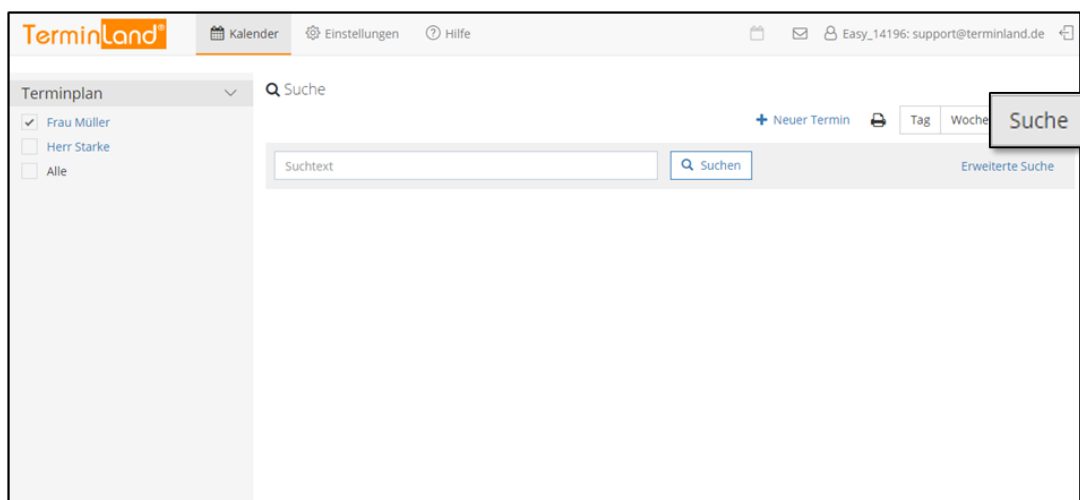 TerminLand® Kalender Einstellungen Hilfe Easy_14196: support@terminland.de
Terminplan
Frau Müller
Herr Starke
Alle
Suche
Neuer Termin Tag Woche Suche
Suchtext Suchen Erweiterte Suche